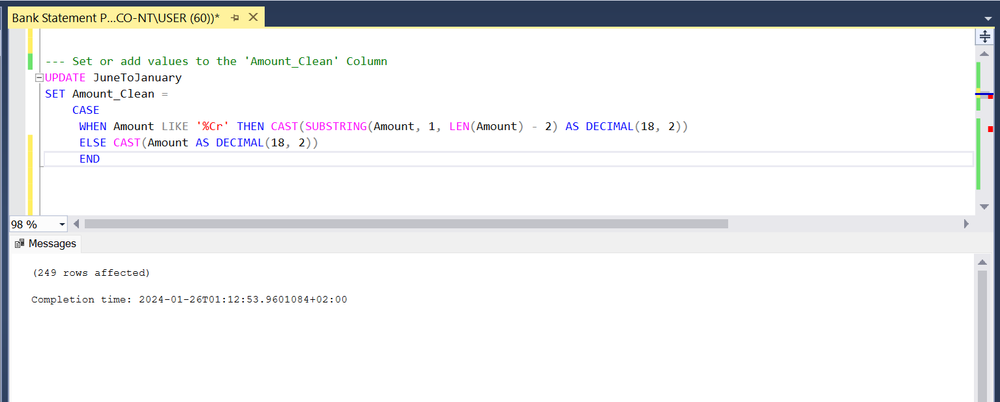 Bank Statement P...CO-NT\USER (60))*
--- Set or add values to the 'Amount_Clean' Column
UPDATE JuneToJanuary
SET Amount_Clean =
CASE
WHEN Amount LIKE '%Cr' THEN CAST(SUBSTRING(Amount, 1, LEN(Amount) - 2) AS DECIMAL(18, 2))
ELSE CAST(Amount AS DECIMAL(18, 2))
END
98 %
Messages
(249 rows affected)
Completion time: 2024-01-26T01:12:53.9601084+02:00